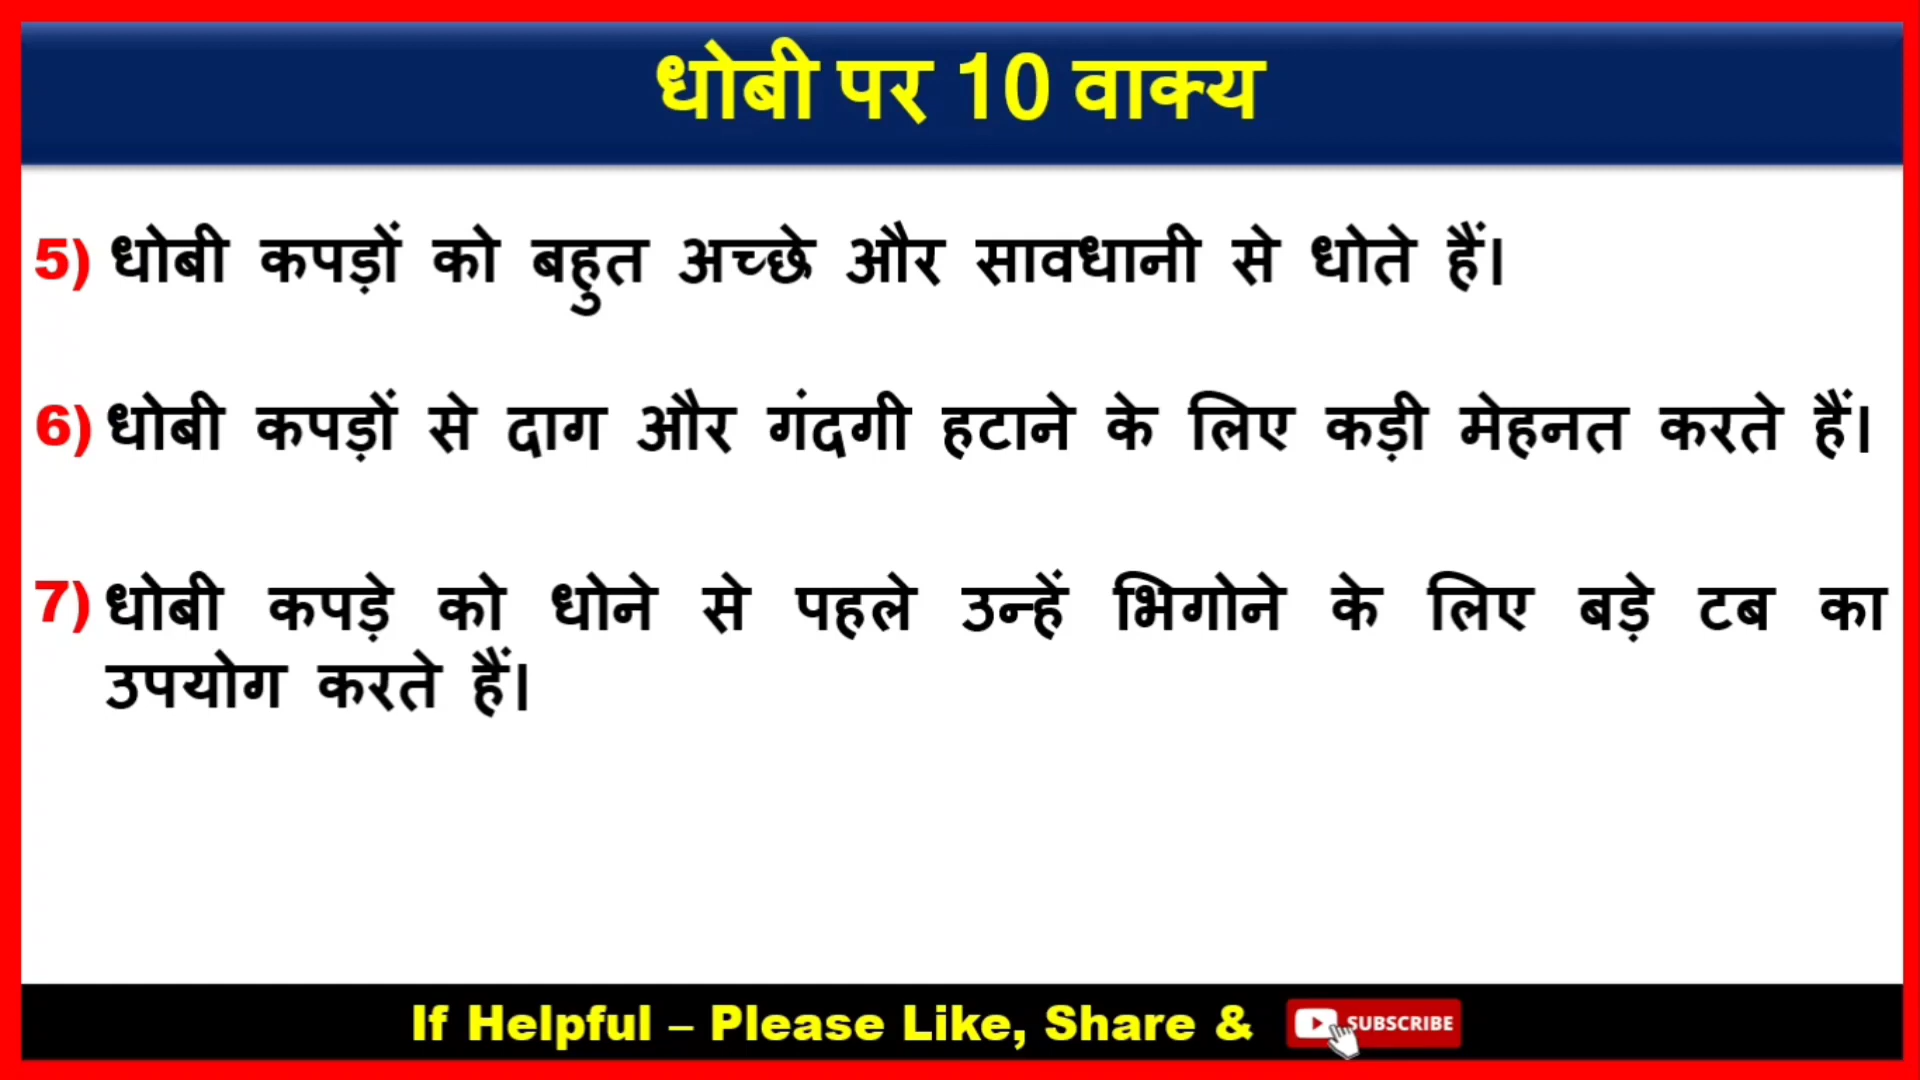 धोबी पर 10 वाक्य
5) धोबी कपड़ों को बहुत अच्छे और सावधानी से धोते हैं।
6) धोबी कपड़ों से दाग और गंदगी हटाने के लिए कड़ी मेहनत करते हैं।
7) धोबी कपड़े को धोने से पहले उन्हें भिगोने के लिए बड़े टब का
उपयोग करते हैं।
If Helpful – Please Like, Share & SUBSCRIBE